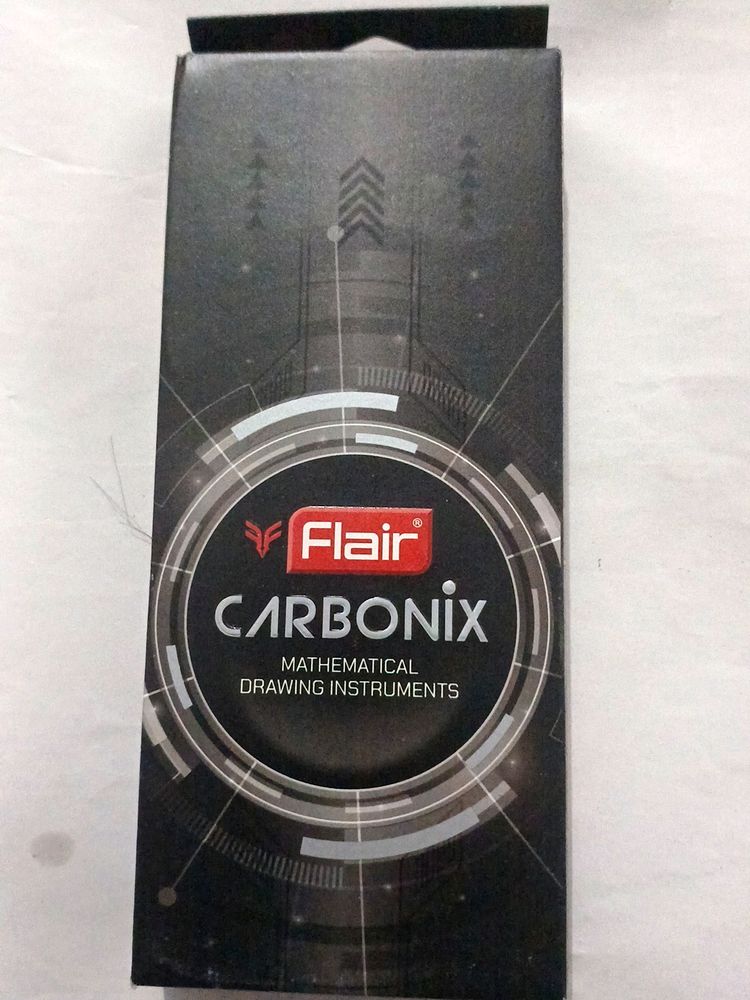 Flair®
CARBONIX
MATHEMATICAL
DRAWING INSTRUMENTS